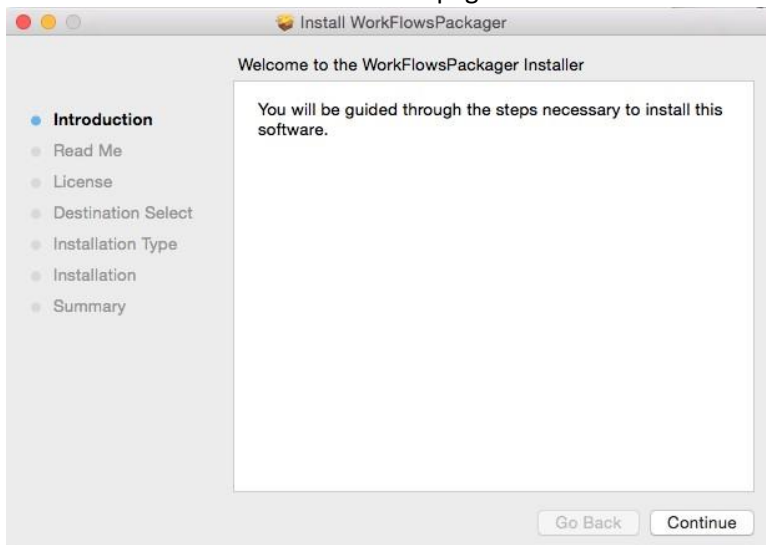 Install WorkFlowsPackager
Welcome to the WorkFlowsPackager Installer
Introduction
Read Me
License
Destination Select
Installation Type
Installation
Summary
You will be guided through the steps necessary to install this
software.
Go Back
Continue